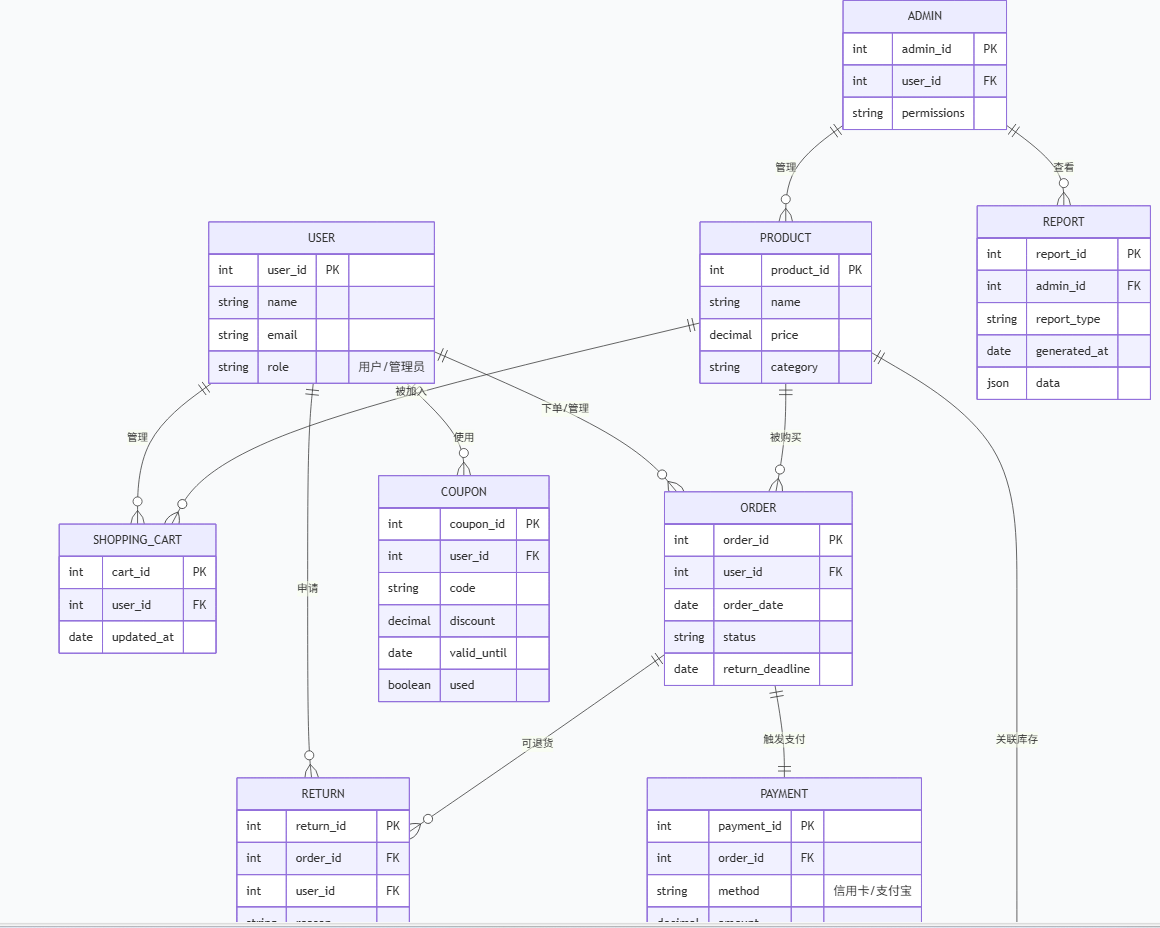 ADMIN
int admin_id PK
int user_id FK
string permissions
管理
查看
USER
int user_id PK
string name
string email
string role 用户/管理员
PRODUCT
int product_id PK
string name
decimal price
string category
REPORT
int report_id PK
int admin_id FK
string report_type
date generated_at
json data
管理
被加入
使用
下单/管理
被购买
SHOPPING_CART
int cart_id PK
int user_id FK
date updated_at
COUPON
int coupon_id PK
int user_id FK
string code
decimal discount
date valid_until
boolean used
ORDER
int order_id PK
int user_id FK
date order_date
string status
date return_deadline
申请
可退货
触发支付
关联库存
RETURN
int return_id PK
int order_id FK
int user_id FK
string reason
PAYMENT
int payment_id PK
int order_id FK
string method 信用卡/支付宝
decimal amount